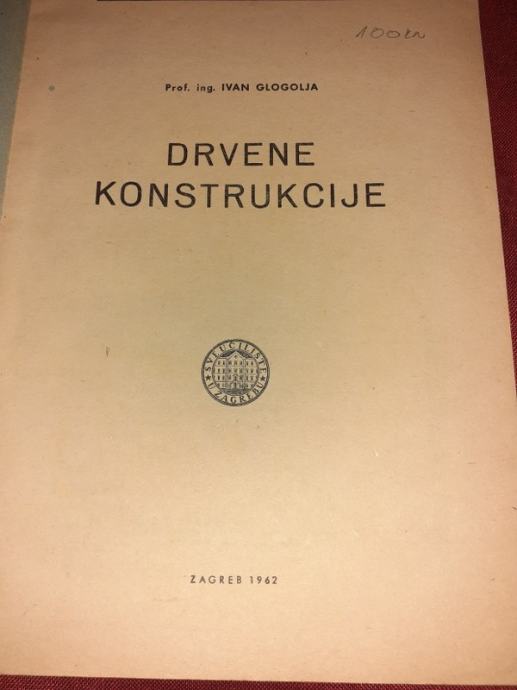 100kn
Prof. ing. IVAN GLOGOLJA
DRVENE
KONSTRUKCIJE
SVEUČILIŠTE
U ZAGREBU
ZAGREB 1962